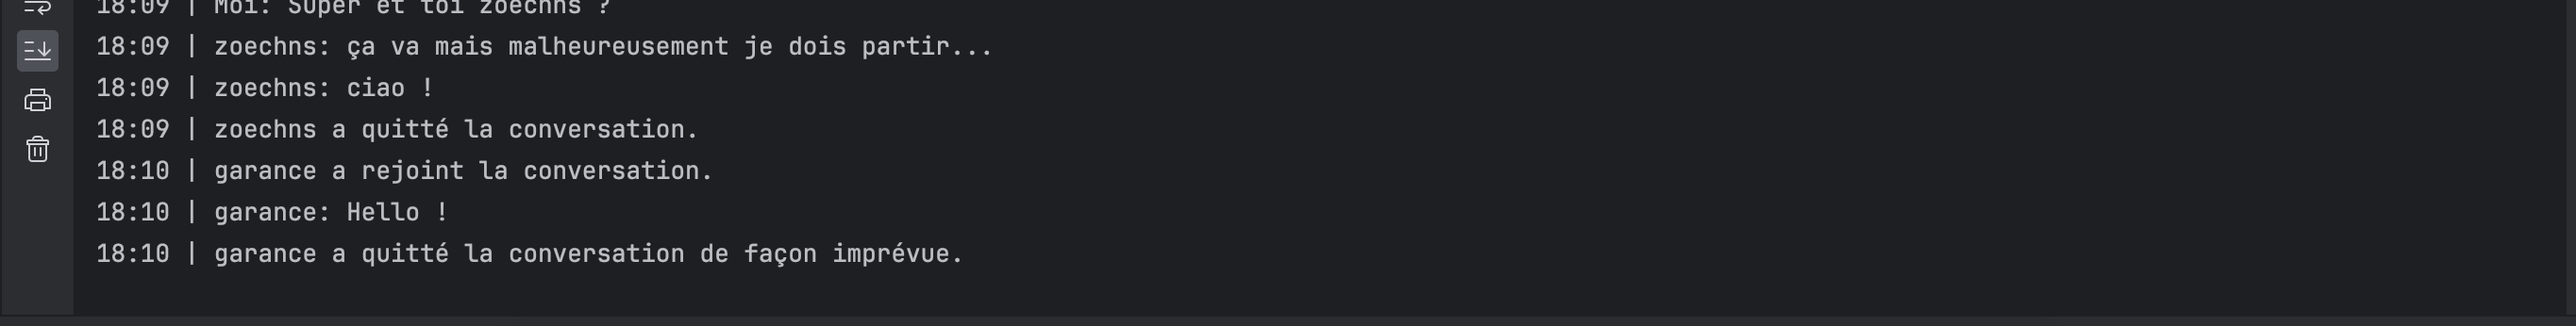 18:09 | Moi: Super et toi zoechns ?
18:09 | zoechns: ça va mais malheureusement je dois partir...
18:09 | zoechns: ciao !
18:09 | zoechns a quitté la conversation.
18:10 | garance a rejoint la conversation.
18:10 | garance: Hello !
18:10 | garance a quitté la conversation de façon imprévue.